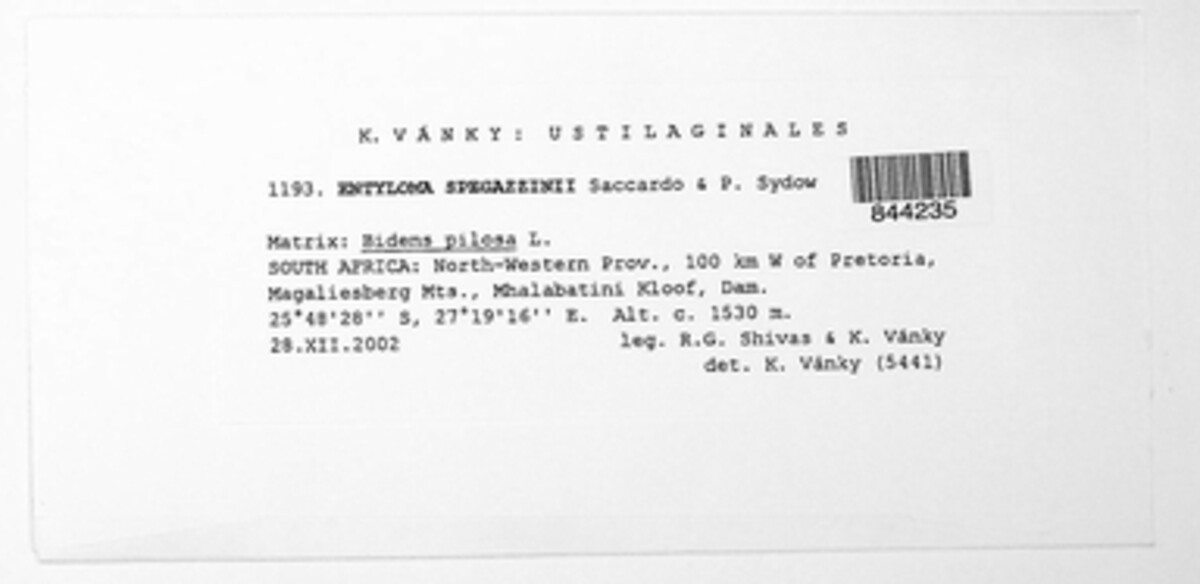 K. VÁNKY: USTILAGINALES
1193. ENTYLOMA SPEGAZZINII Saccardo & P. Sydow
844235
Matrix: Bidens pilosa L.
SOUTH AFRICA: North-Western Prov., 100 km W of Pretoria,
Magaliesberg Mts., Mhalabatini Kloof, Dam.
25°48'28'' S, 27°19'16'' E. Alt. c. 1530 m.
28.XII.2002 leg. R.G. Shivas & K. Vánky
det. K. Vánky (5441)